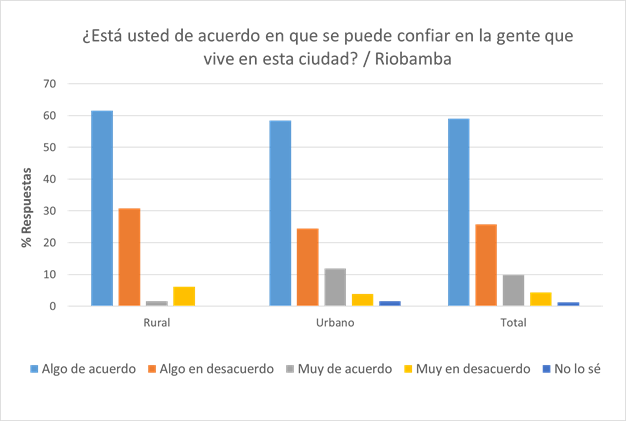 ¿Está usted de acuerdo en que se puede confiar en la gente que
vive en esta ciudad? / Riobamba
% Respuestas
70
60
50
40
30
20
10
0
Rural
Urbano
Total
Algo de acuerdo
Algo en desacuerdo
Muy de acuerdo
Muy en desacuerdo
No lo sé